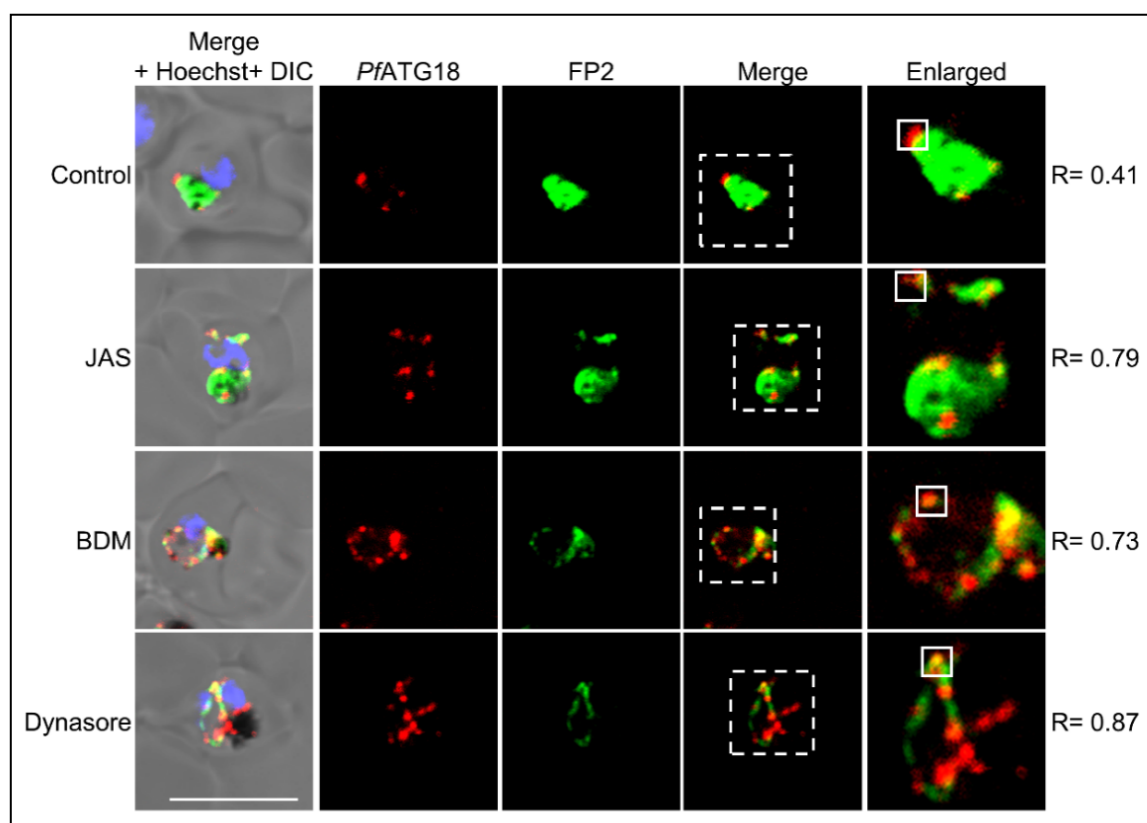 Merge
+ Hoechst+ DIC
PfATG18
FP2
Merge
Enlarged
Control
R= 0.41
JAS
R= 0.79
BDM
R= 0.73
Dynasore
R= 0.87